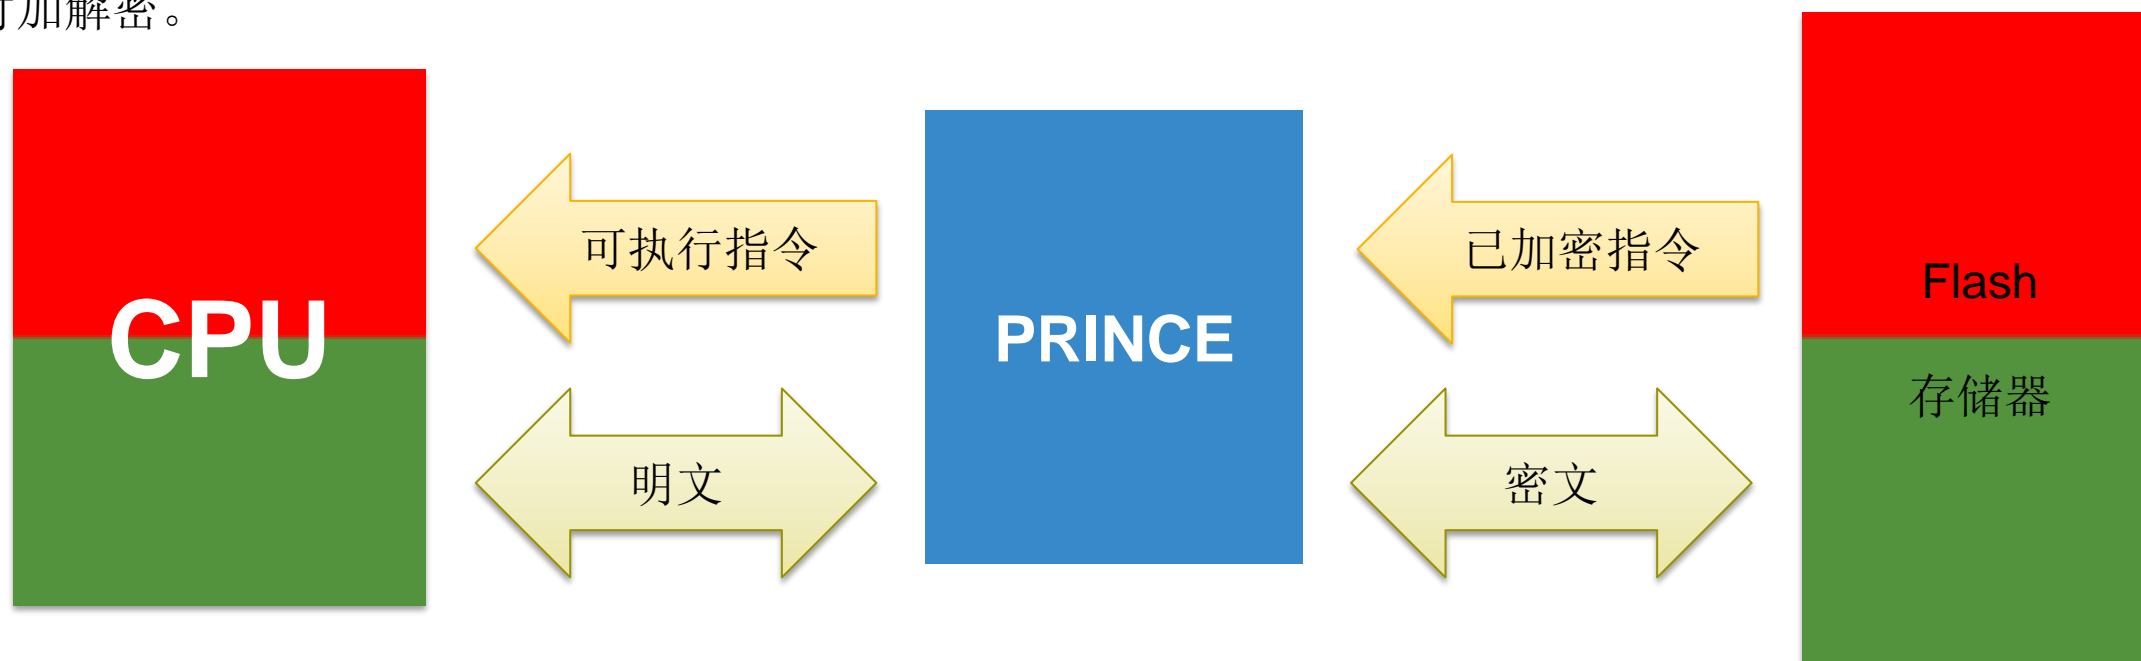 加解密。
CPU
可执行指令
明文
PRINCE
已加密指令
密文
Flash
存储器